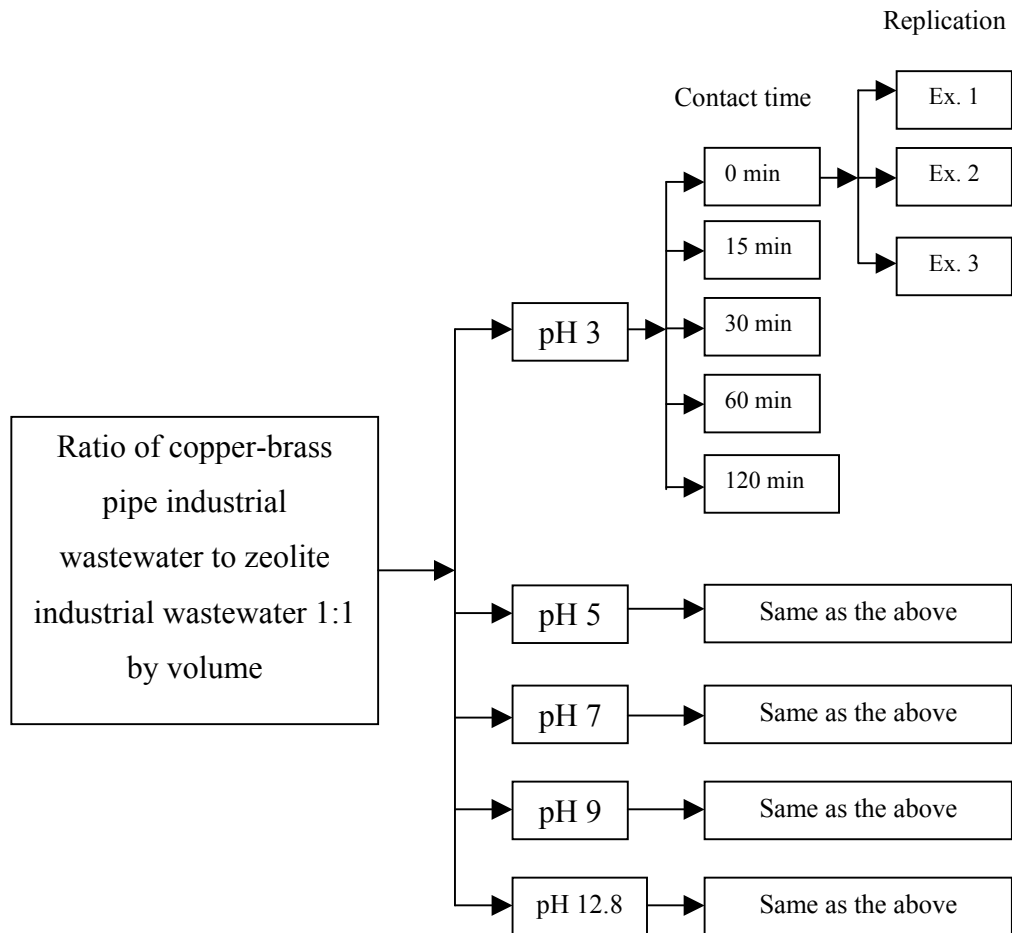 Replication
Contact time
Ex. 1
0 min
Ex. 2
15 min
Ex. 3
pH 3
30 min
60 min
120 min
Ratio of copper-brass
pipe industrial
wastewater to zeolite
industrial wastewater 1:1
by volume
pH 5
Same as the above
pH 7
Same as the above
pH 9
Same as the above
pH 12.8
Same as the above